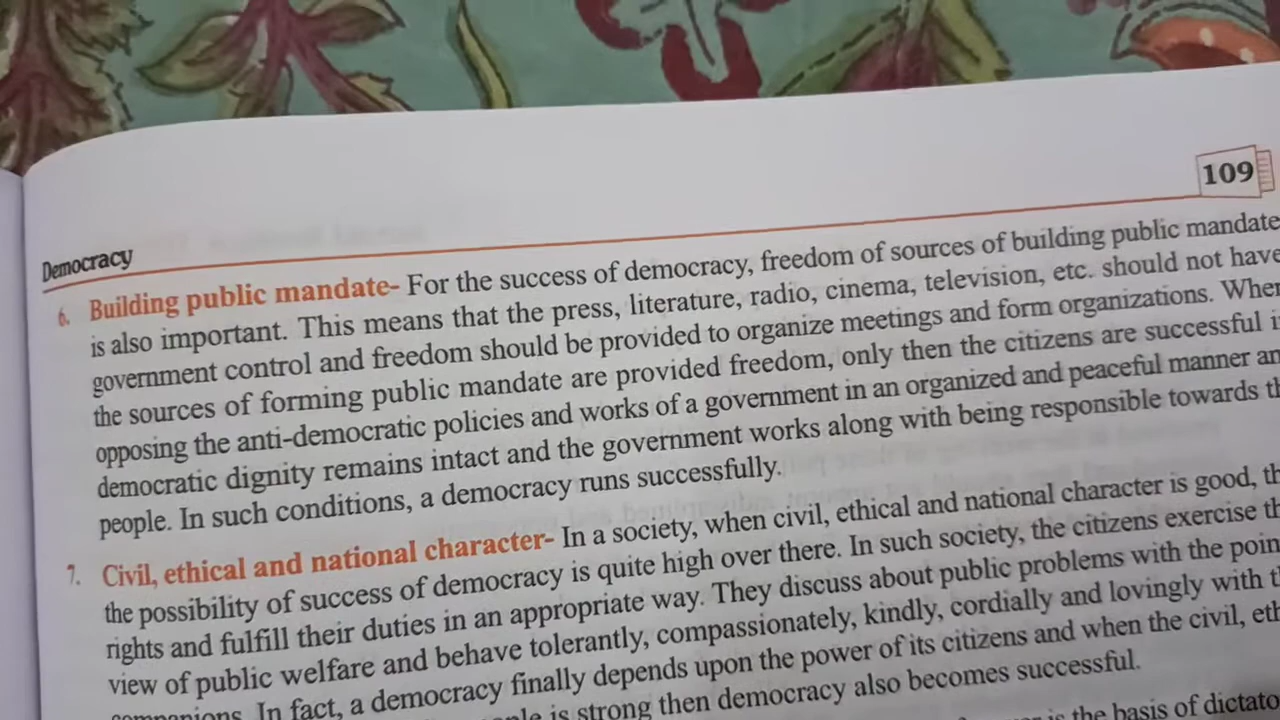 109
Democracy
6. Building public mandate- For the success of democracy, freedom of sources of building public mandate
is also important. This means that the press, literature, radio, cinema, television, etc. should not have
government control and freedom should be provided to organize meetings and form organizations. When
the sources of forming public mandate are provided freedom, only then the citizens are successful
opposing the anti-democratic policies and works of a government in an organized and peaceful manner
democratic dignity remains intact and the government works along with being responsible towards
people. In such conditions, a democracy runs successfully.
7. Civil, ethical and national character- In a society, when civil, ethical and national character is good,
the possibility of success of democracy is quite high over there. In such society, the citizens exercise
rights and fulfill their duties in an appropriate way. They discuss about public problems with the
view of public welfare and behave tolerantly, compassionately, kindly, cordially and lovingly with
In fact, a democracy finally depends upon the power of its citizens and when the civil,
is strong then democracy also becomes successful.
is the basis of